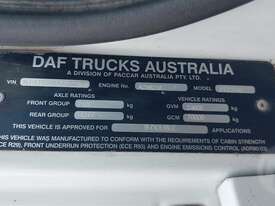 DAF TRUCKS AUSTRALIA
A DIVISION OF PACCAR AUSTRALIA PTY. LTD.
VIN ENGINE No. MODEL
AXLE RATINGS VEHICLE RATINGS
FRONT GROUP kg GVM kg
REAR GROUP kg GCM kg
THIS VEHICLE IS APPROVED FOR APPLICATIONS
THIS VEHICLE WAS MANUFACTURED TO CONFORM WITH THE REQUIREMENTS OF CABIN STRENGTH
(ECE R29), FRONT UNDERRUN PROTECTION (ECE R93) AND ENGINE EMISSIONS CONTROL (ADR80/03)